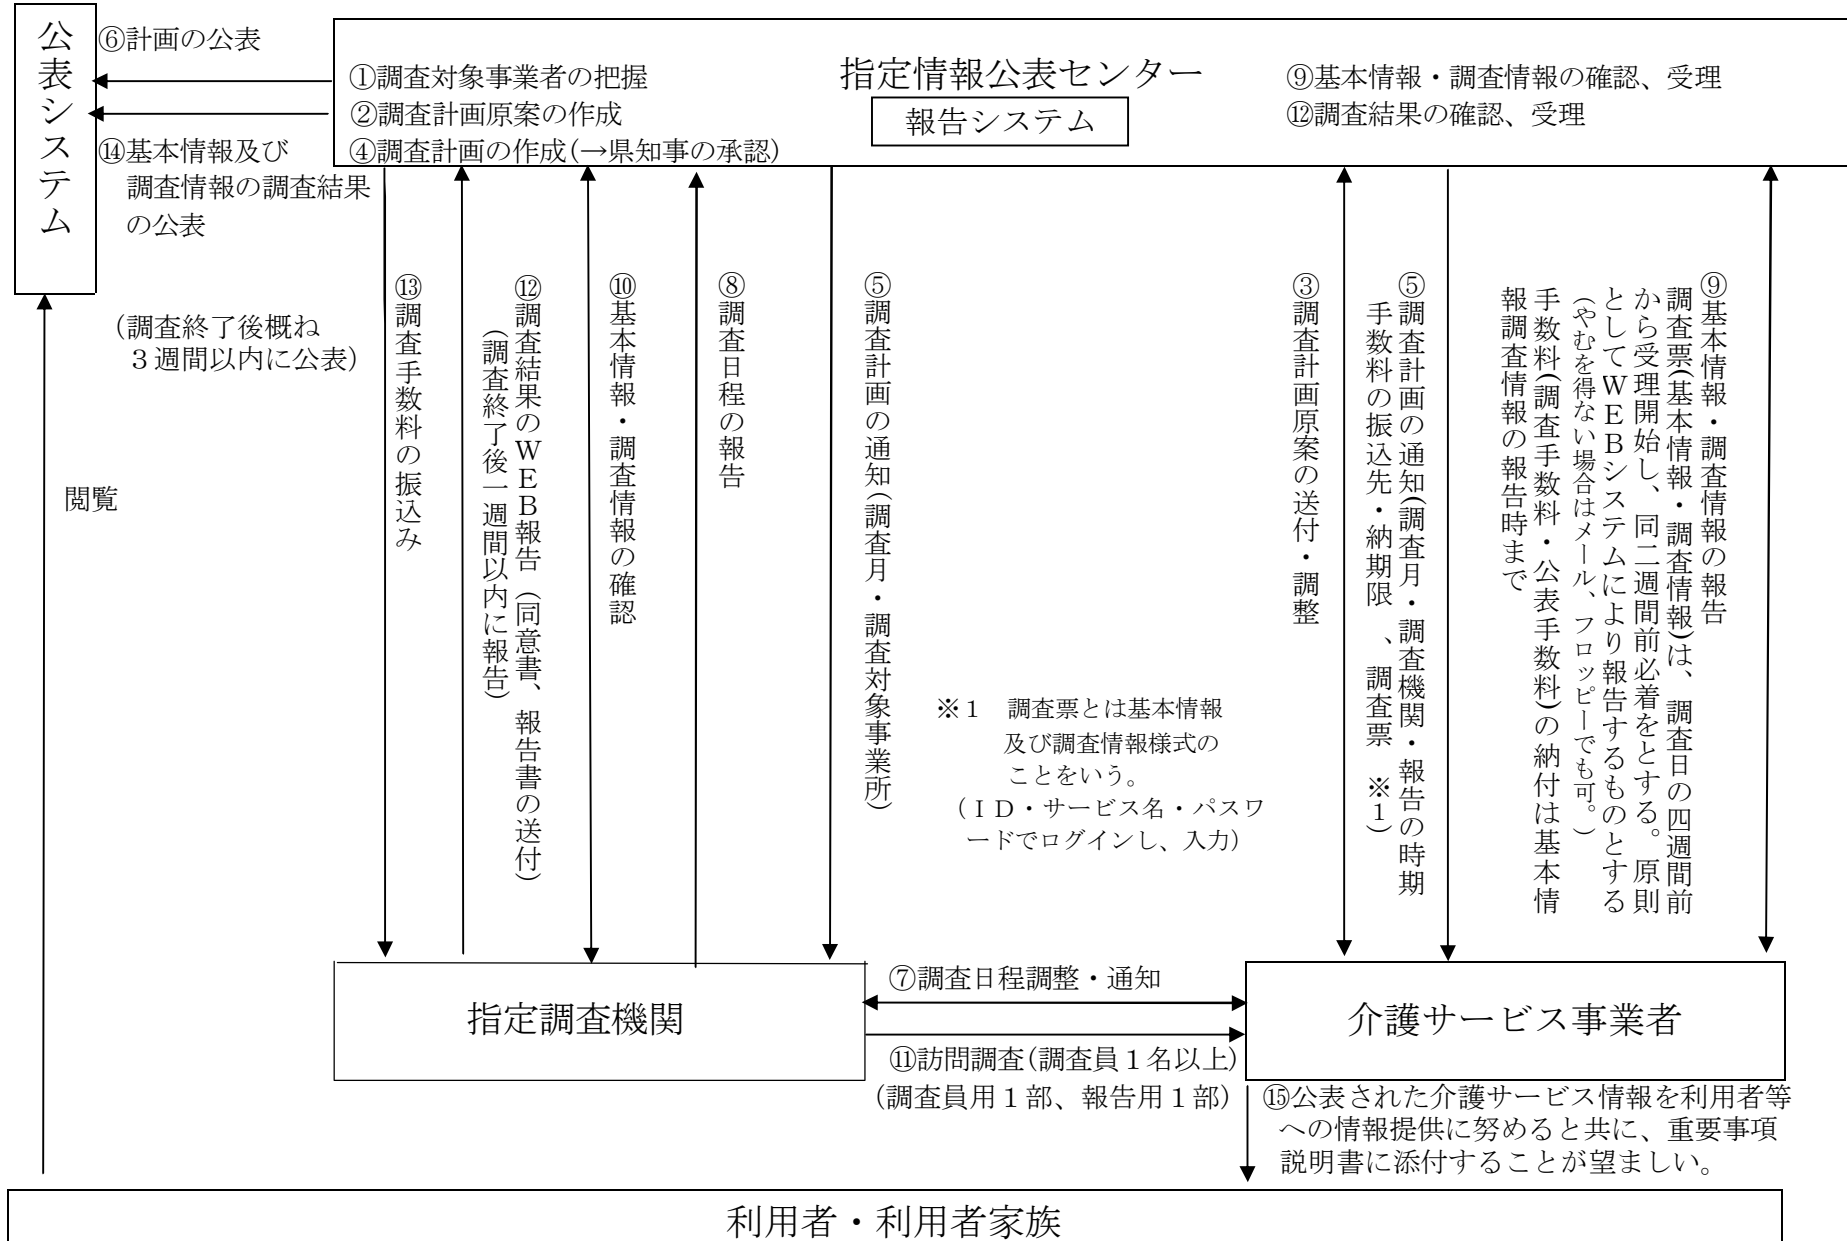 公表システム
⑥計画の公表
⑭基本情報及び
調査情報の調査結果
の公表
(調査終了後概ね
３週間以内に公表)
閲覧
指定情報公表センター
報告システム
①調査対象事業者の把握
②調査計画原案の作成
④調査計画の作成(→県知事の承認)
⑨基本情報・調査情報の確認、受理
⑫調査結果の確認、受理
⑬調査手数料の振込み
⑫調査結果のＷＥＢ報告（同意書、報告書の送付）
(調査終了後一週間以内に報告)
⑩基本情報・調査情報の確認
⑧調査日程の報告
⑤調査計画の通知(調査月・調査対象事業所)
※１　調査票とは基本情報
及び調査情報様式の
ことをいう。
（ＩＤ・サービス名・パスワ
ードでログインし、入力）
③調査計画原案の送付・調整
⑤調査計画の通知(調査月・調査機関・報告の時期
手数料の振込先・納期限、調査票 ※１)
⑨基本情報・調査情報の報告
調査票(基本情報・調査情報)は、調査日の四週間前
から受理開始し、同二週間前必着をとする。原則
としてＷＥＢシステムにより報告するものとする
（やむを得ない場合はメール、フロッピーでも可。）
手数料(調査手数料・公表手数料)の納付は基本情
報調査情報の報告時まで
指定調査機関
⑦調査日程調整・通知
⑪訪問調査(調査員１名以上)
(調査員用１部、報告用１部)
介護サービス事業者
⑮公表された介護サービス情報を利用者等
への情報提供に努めると共に、重要事項
説明書に添付することが望ましい。
利用者・利用者家族